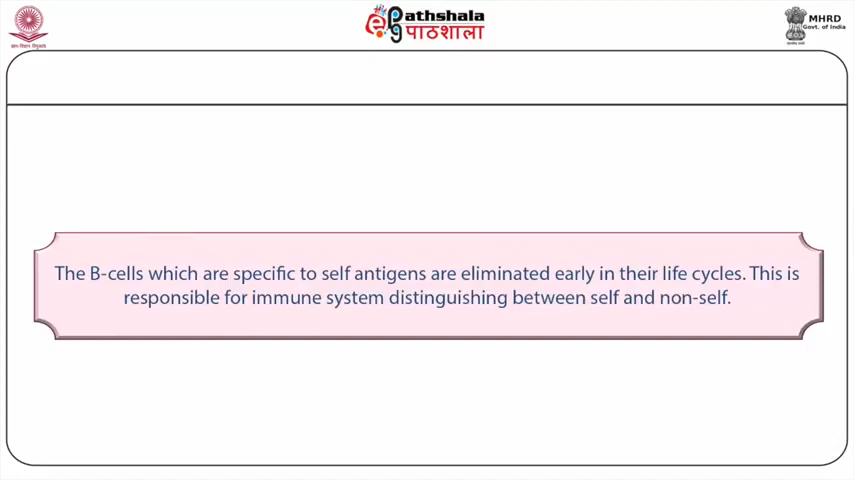 ePGPathshala
पाठशाला
MHRD
Govt. of India
The B-cells which are specific to self antigens are eliminated early in their life cycles. This is
responsible for immune system distinguishing between self and non-self.